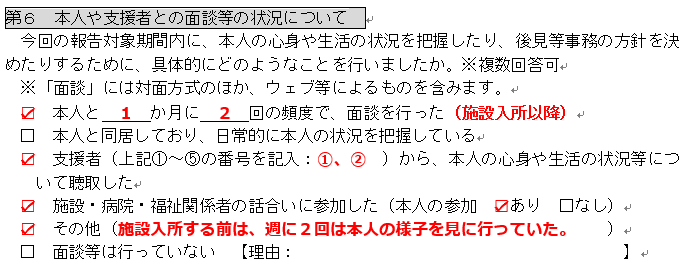 第６　本人や支援者との面談等の状況について
　今回の報告対象期間内に、本人の心身や生活の状況を把握したり、後見等事務の方針を決
めたりするために、具体的にどのようなことを行いましたか。※複数回答可
　※「面談」には対面方式のほか、ウェブ等によるものを含みます。
☑　本人と　1　か月に　2　回の頻度で、面談を行った（施設入所以降）
□　本人と同居しており、日常的に本人の状況を把握している
☑　支援者（上記①～⑤の番号を記入：①、②　）から、本人の心身や生活の状況等につ
いて聴取した
☑　施設・病院・福祉関係者の話合いに参加した（本人の参加　☑あり　□なし）
☑　その他（施設入所する前は、週に２回は本人の様子を見に行っていた。　　）
□　面談等は行っていない　【理由：　　　　】